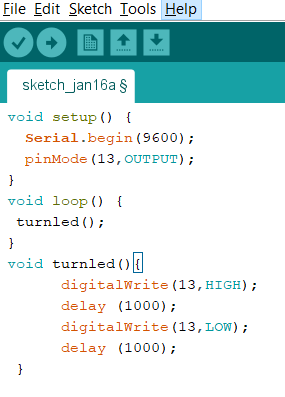 File Edit Sketch Tools Help
sketch_jan16a §
void setup() {
  Serial.begin(9600);
  pinMode(13,OUTPUT);
}
void loop() {
 turnled();
}
void turnled(){
      digitalWrite(13,HIGH);
      delay (1000);
      digitalWrite(13,LOW);
      delay (1000);
 }